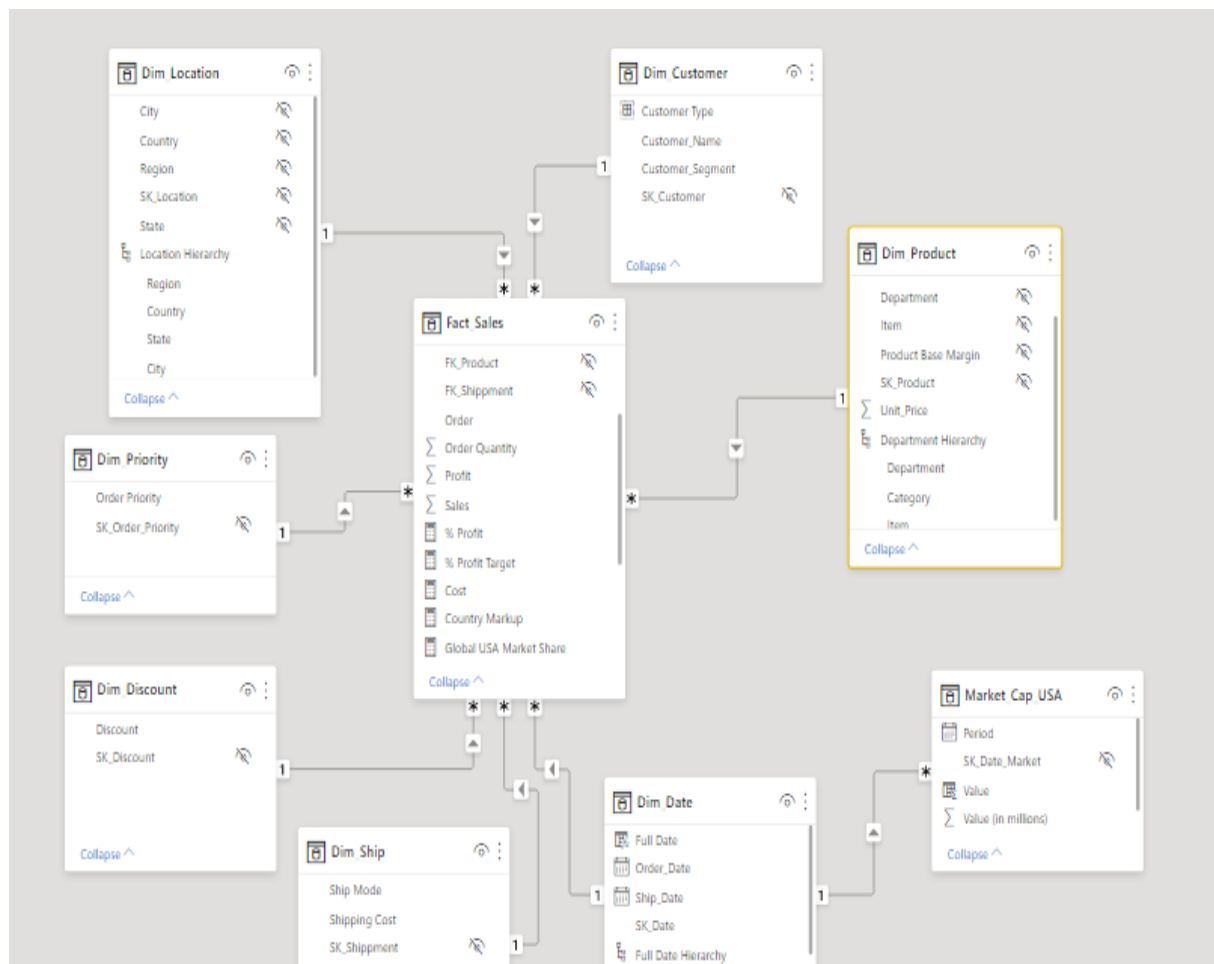 Dim_Location
City
Country
Region
SK_Location
State
Location Hierarchy
Region
Country
State
City
Collapse
Dim_Customer
Customer Type
Customer_Name
Customer_Segment
SK_Customer
Collapse
1
1
*
*
Fact_Sales
FK_Product
FK_Shippment
Order
Order Quantity
Profit
Sales
% Profit
% Profit Target
Cost
Country Markup
Global USA Market Share
Collapse
Dim_Product
Department
Item
Product Base Margin
SK_Product
Unit_Price
Department Hierarchy
Department
Category
Item
Collapse
1
*
Dim_Priority
Order Priority
SK_Order_Priority
Collapse
1
*
Dim_Discount
Discount
SK_Discount
Collapse
1
* * *
Dim_Ship
Ship Mode
Shipping Cost
SK_Shippment
1
Dim_Date
Full Date
Order_Date
Ship_Date
SK_Date
Full Date Hierarchy
1
1
Market_Cap_USA
Period
SK_Date_Market
Value
Value (in millions)
Collapse
*